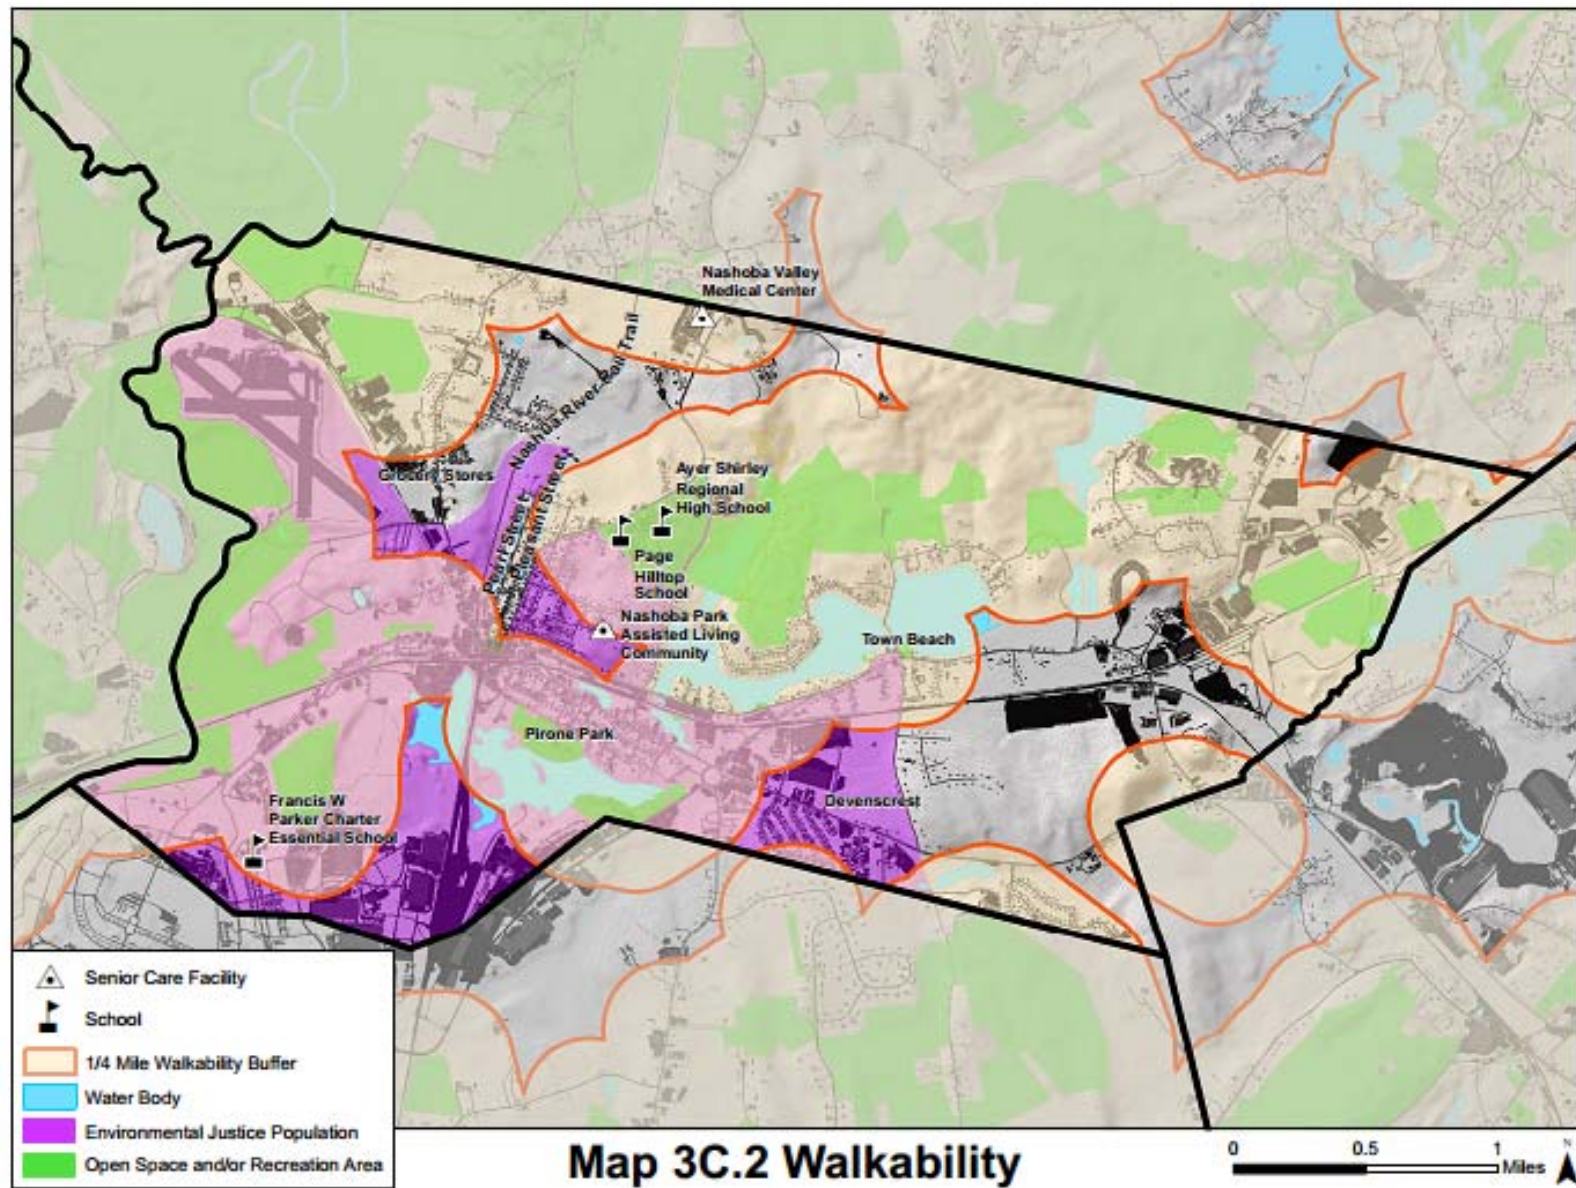 Nashoba Valley
Medical Center
Nashua River Rail Trail
Grocery Stores
Ayer Shirley
Regional
High School
Pearl Street
Pleasant Street
Page
Hilltop
School
Nashoba Park
Assisted Living
Community
Town Beach
Pirone Park
Devenscrest
Francis W
Parker Charter
Essential School
Senior Care Facility
School
1/4 Mile Walkability Buffer
Water Body
Environmental Justice Population
Open Space and/or Recreation Area
Map 3C.2 Walkability
0 0.5 1
Miles
N